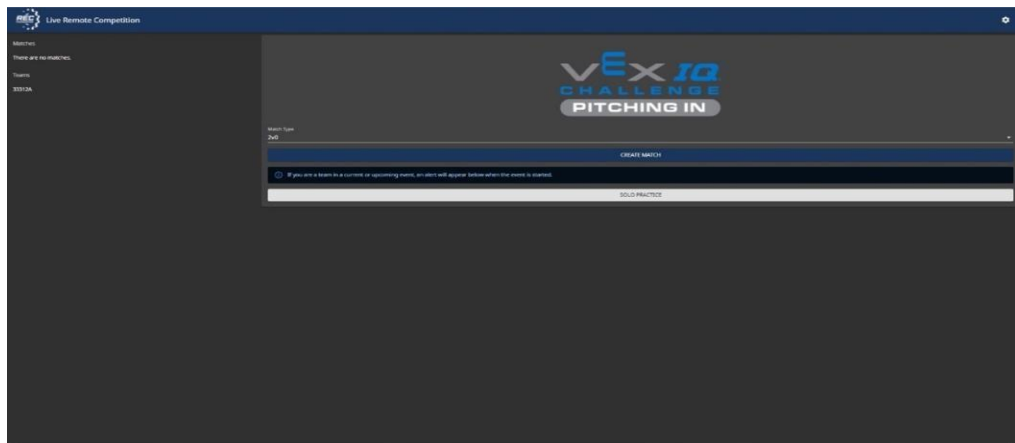 REC Live Remote Competition
Matches
There are no matches.
Teams
33312A
VEX IQ
CHALLENGE
PITCHING IN
Match Type
2v0
CREATE MATCH
If you are a team in a current or upcoming event, an alert will appear below when the event is started.
SOLO PRACTICE